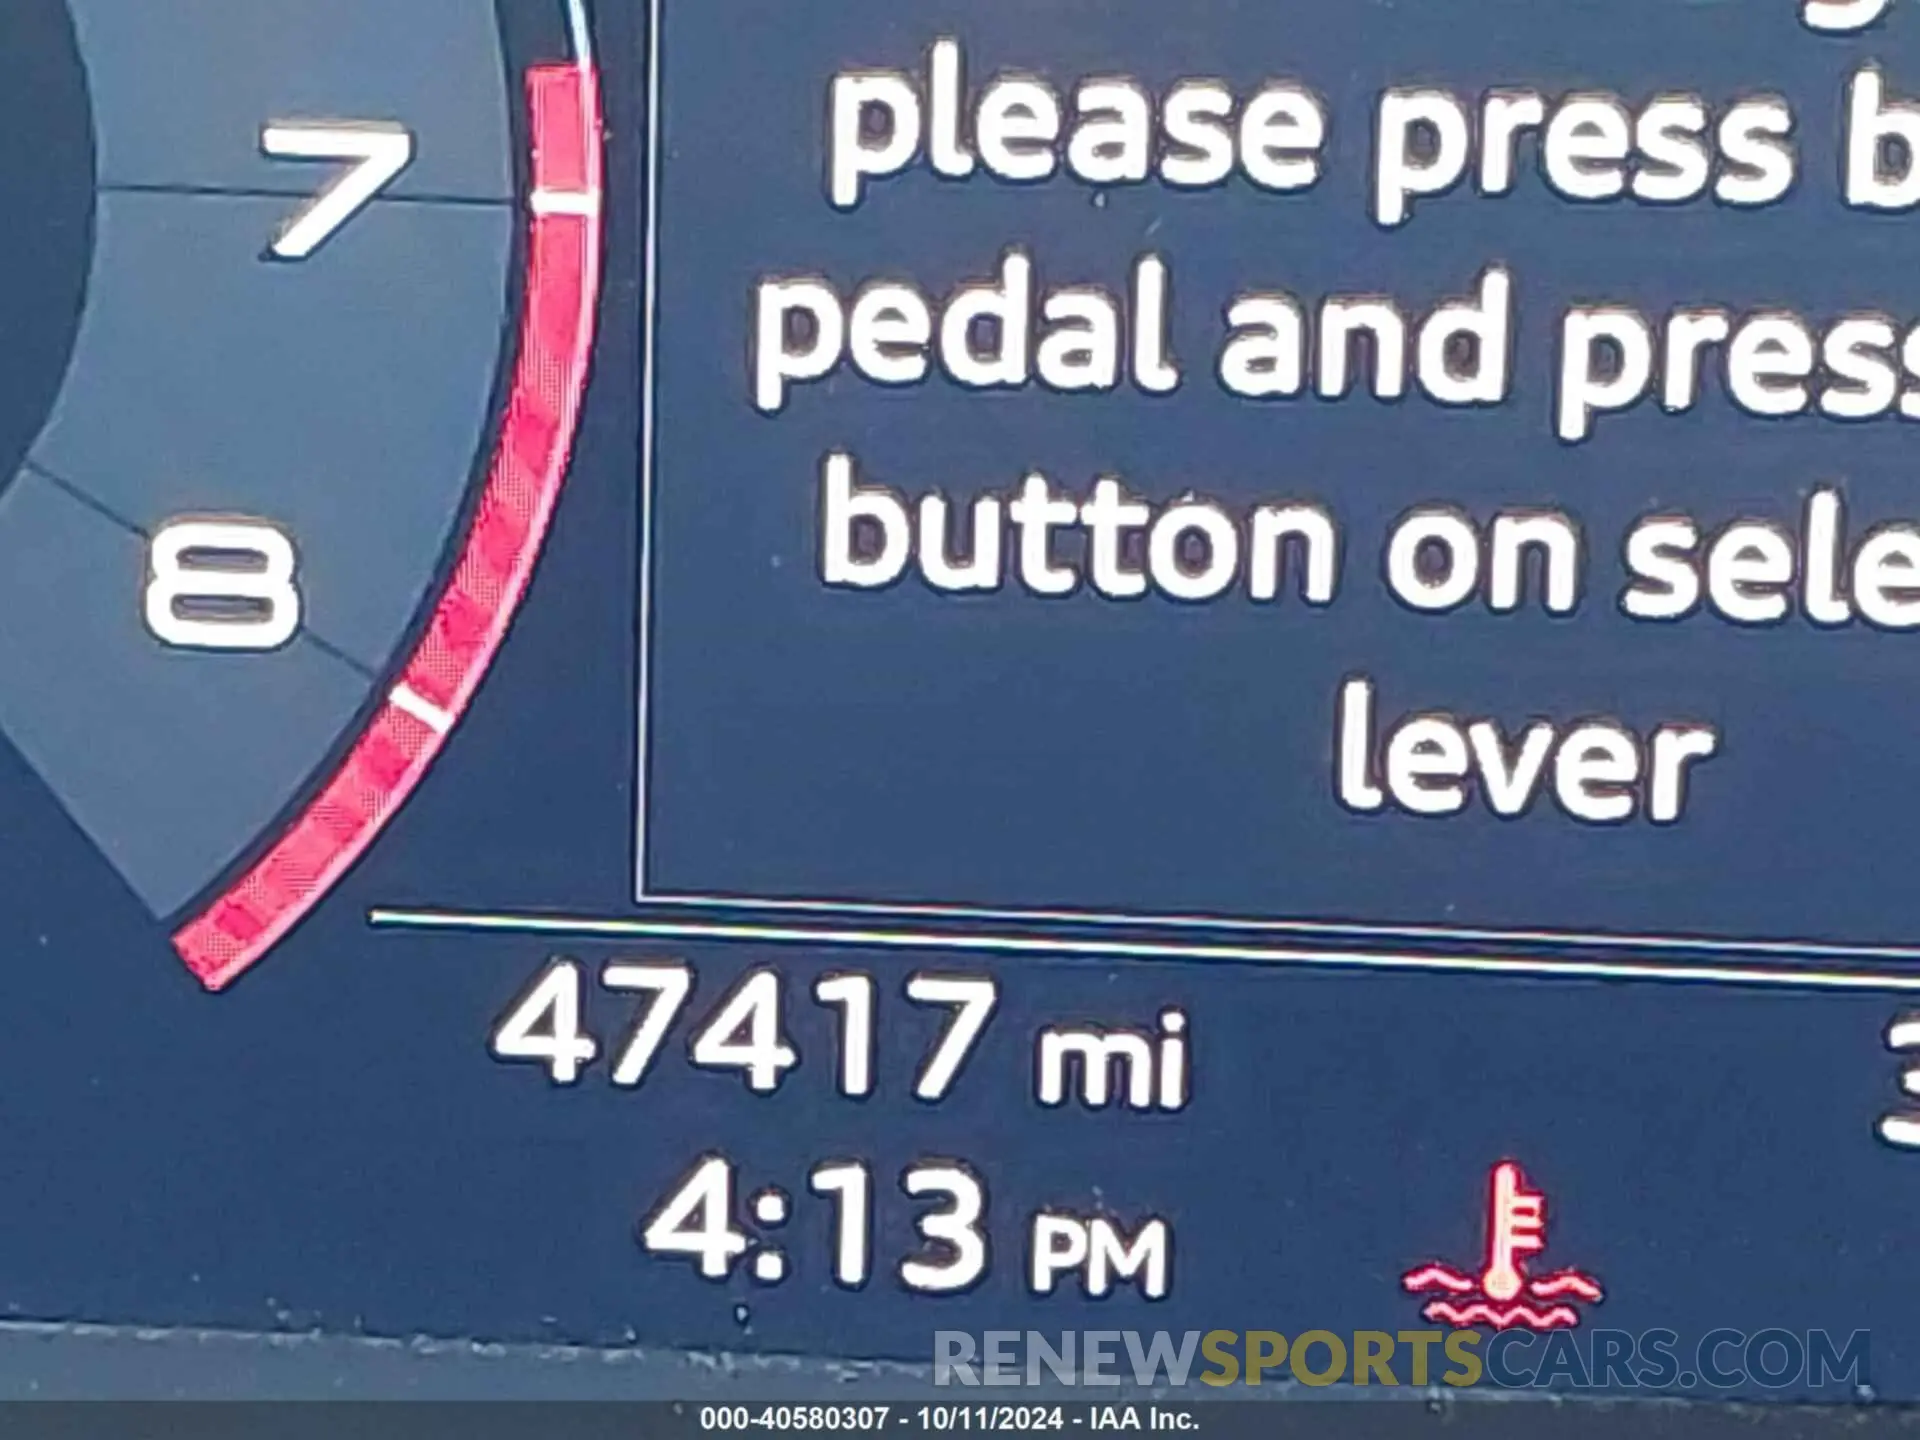 please press
pedal and press
button on
lever
7
8
47417 mi
4:13 PM
RENEWSPORTSCARS.COM
000-40580307 - 10/11/2024 - IAA Inc.